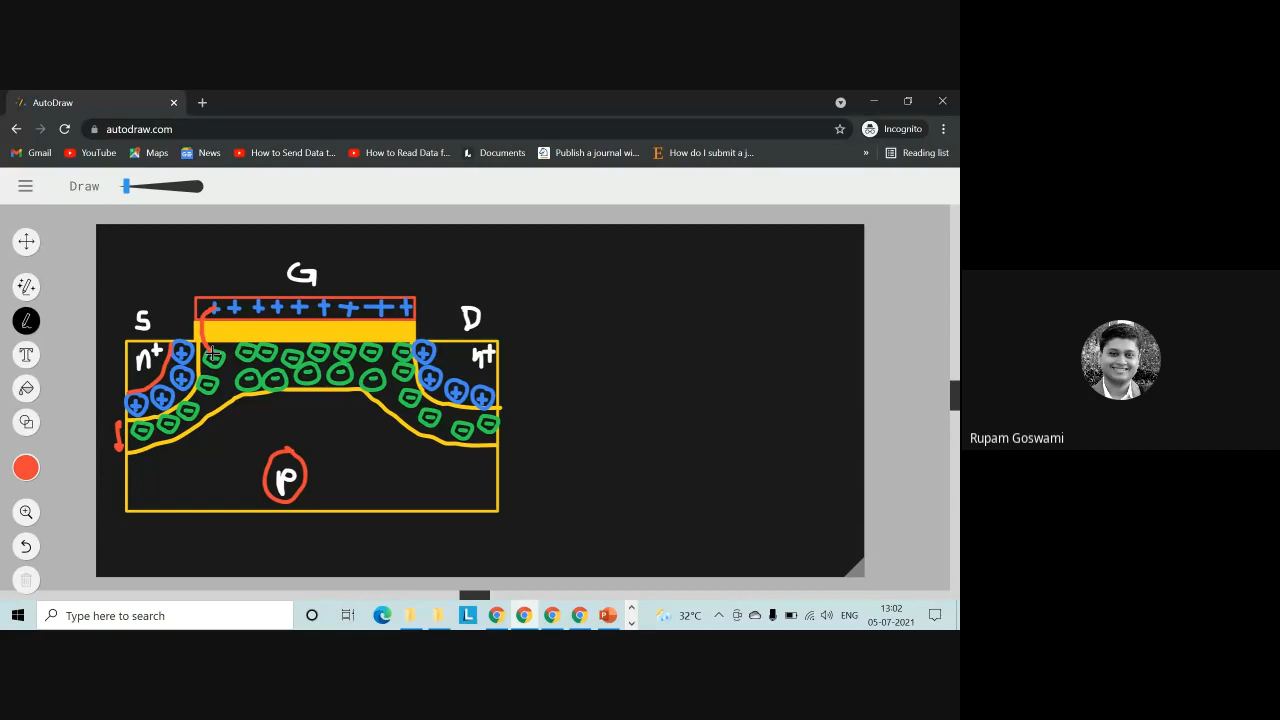 AutoDraw
autodraw.com
Incognito
Gmail YouTube Maps News How to Send Data t... How to Read Data f... Documents Publish a journal wi... How do I submit a j... » Reading list
Draw
G
+ + + + + + + + +
S
D
n+
n+
P
Rupam Goswami
Type here to search
32°C
ENG
13:02
05-07-2021